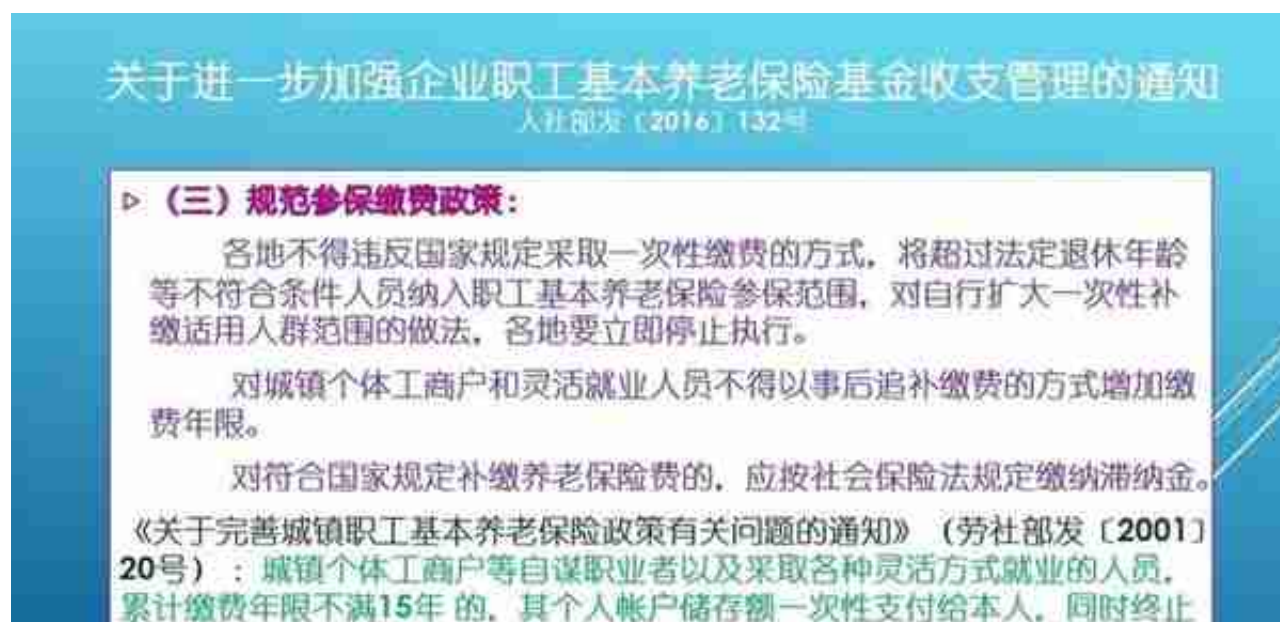 关于进一步加强企业职工基本养老保险基金收支管理的通知
人社部发〔2016〕132号
（三）规范参保缴费政策：
各地不得违反国家规定采取一次性缴费的方式，将超过法定退休年龄
等不符合条件人员纳入职工基本养老保险参保范围，对自行扩大一次性补
缴适用人群范围的做法，各地要立即停止执行。
对城镇个体工商户和灵活就业人员不得以事后追补缴费的方式增加缴
费年限。
对符合国家规定补缴养老保险费的，应按社会保险法规定缴纳滞纳金。
《关于完善城镇职工基本养老保险政策有关问题的通知》（劳社部发〔2001〕
20号）：城镇个体工商户等自谋职业者以及采取各种灵活方式就业的人员，
累计缴费年限不满15年 的，其个人帐户储存额一次性支付给本人，同时终止